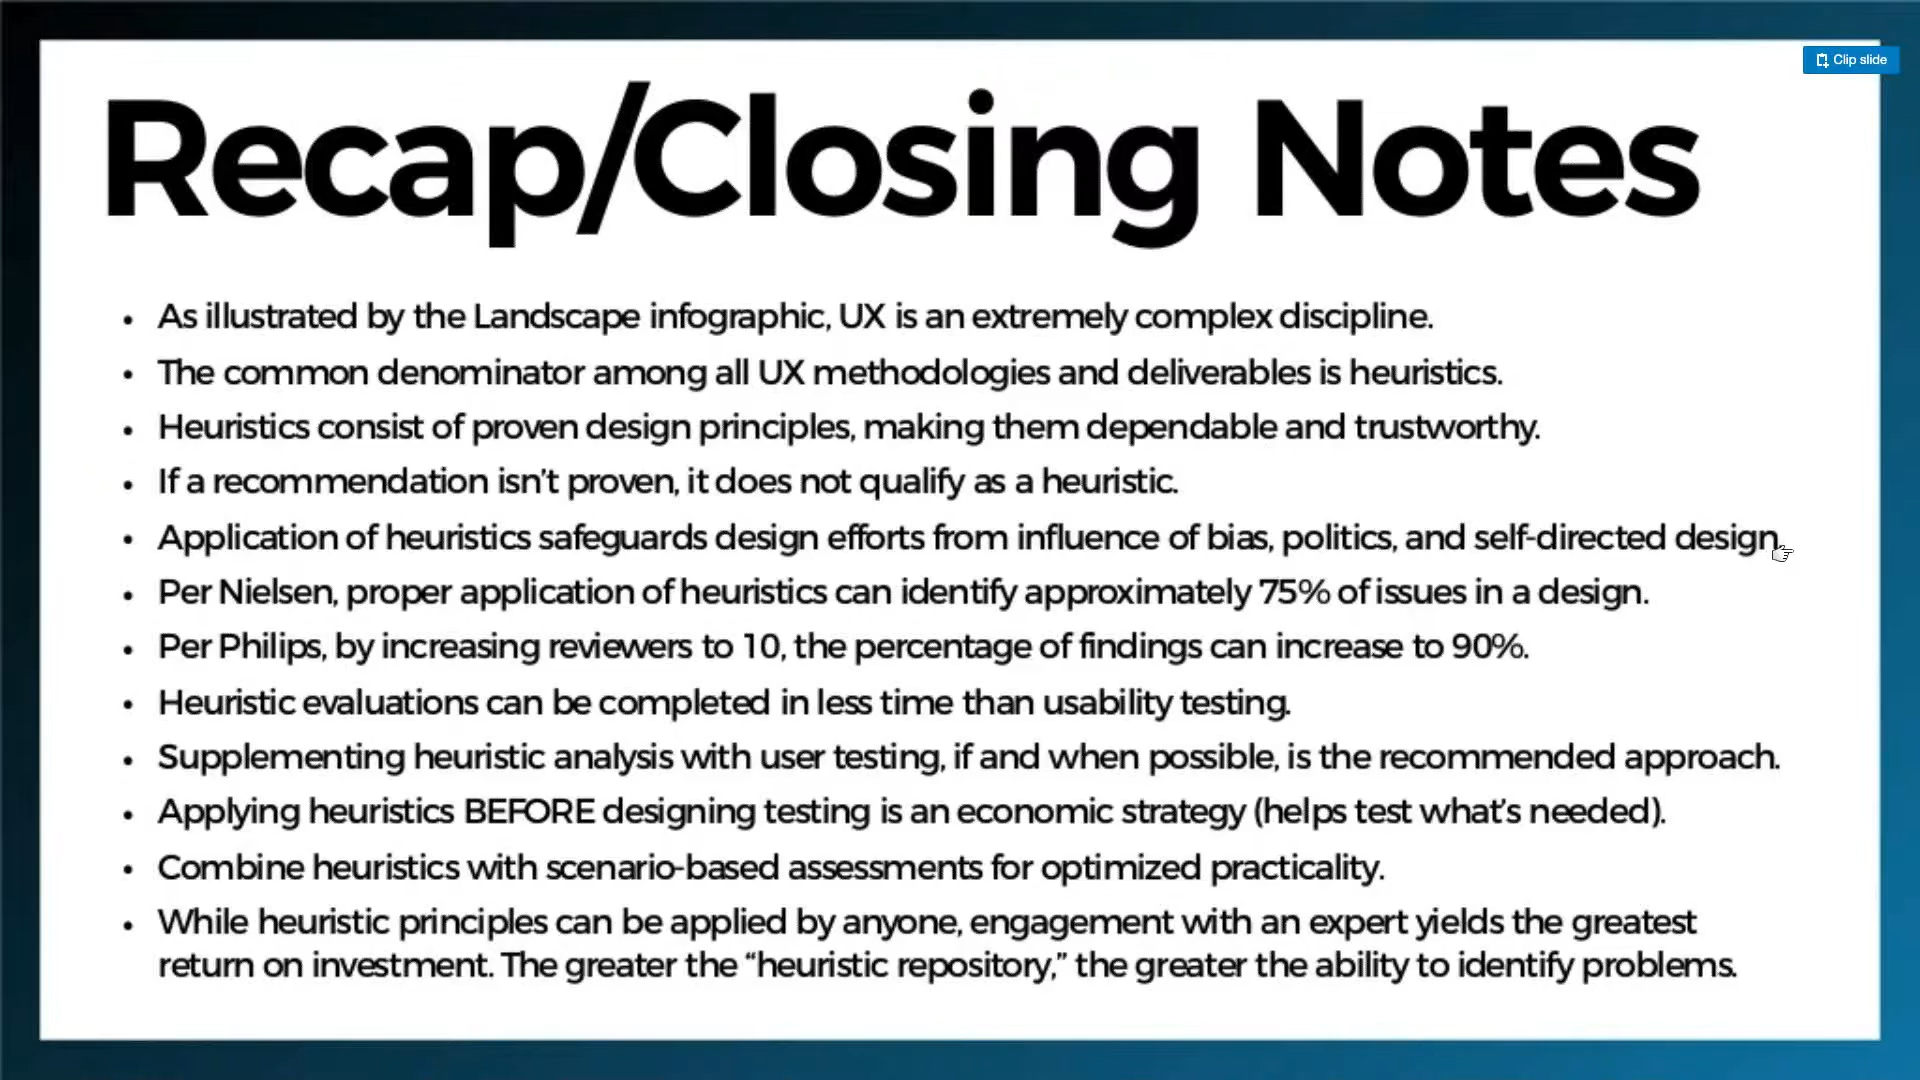 Clip slide
Recap/Closing Notes
• As illustrated by the Landscape infographic, UX is an extremely complex discipline.
• The common denominator among all UX methodologies and deliverables is heuristics.
• Heuristics consist of proven design principles, making them dependable and trustworthy.
• If a recommendation isn’t proven, it does not qualify as a heuristic.
• Application of heuristics safeguards design efforts from influence of bias, politics, and self-directed design.
• Per Nielsen, proper application of heuristics can identify approximately 75% of issues in a design.
• Per Philips, by increasing reviewers to 10, the percentage of findings can increase to 90%.
• Heuristic evaluations can be completed in less time than usability testing.
• Supplementing heuristic analysis with user testing, if and when possible, is the recommended approach.
• Applying heuristics BEFORE designing testing is an economic strategy (helps test what’s needed).
• Combine heuristics with scenario-based assessments for optimized practicality.
• While heuristic principles can be applied by anyone, engagement with an expert yields the greatest
return on investment. The greater the “heuristic repository,” the greater the ability to identify problems.